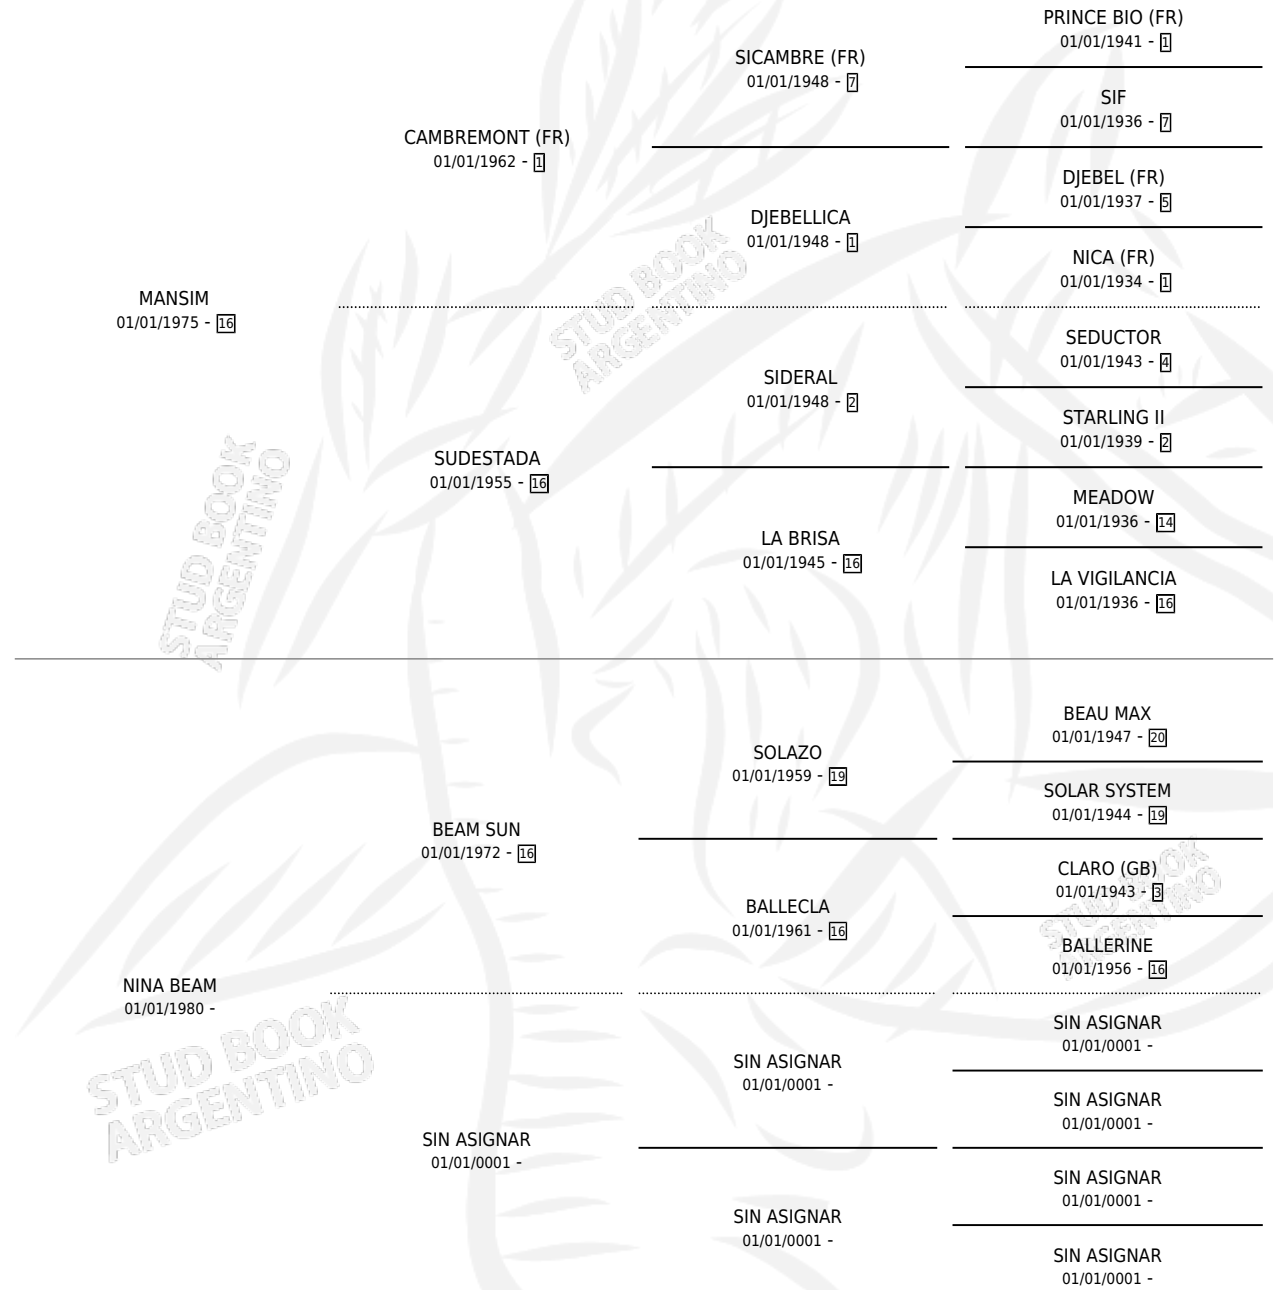 PRINCE BIO (FR)
01/01/1941 - 1
SICAMBRE (FR)
01/01/1948 - 7
SIF
01/01/1936 - 7
CAMBREMONT (FR)
01/01/1962 - 1
DJEBEL (FR)
01/01/1937 - 5
DJEBELLICA
01/01/1948 - 1
NICA (FR)
01/01/1934 - 1
MANSIM
01/01/1975 - 16
SEDUCTOR
01/01/1943 - 4
SIDERAL
01/01/1948 - 2
STARLING II
01/01/1939 - 2
SUDESTADA
01/01/1955 - 16
MEADOW
01/01/1936 - 14
LA BRISA
01/01/1945 - 16
LA VIGILANCIA
01/01/1936 - 16
BEAU MAX
01/01/1947 - 20
SOLAZO
01/01/1959 - 19
SOLAR SYSTEM
01/01/1944 - 19
BEAM SUN
01/01/1972 - 16
CLARO (GB)
01/01/1943 - 3
BALLECLA
01/01/1961 - 16
BALLERINE
01/01/1956 - 16
NINA BEAM
01/01/1980 -
SIN ASIGNAR
01/01/0001 -
SIN ASIGNAR
01/01/0001 -
SIN ASIGNAR
01/01/0001 -
SIN ASIGNAR
01/01/0001 -
SIN ASIGNAR
01/01/0001 -
SIN ASIGNAR
01/01/0001 -
SIN ASIGNAR
01/01/0001 -
STUD BOOK
ARGENTINO
STUD BOOK
ARGENTINO
STUD BOOK
ARGENTINO
STUD BOOK
ARGENTINO